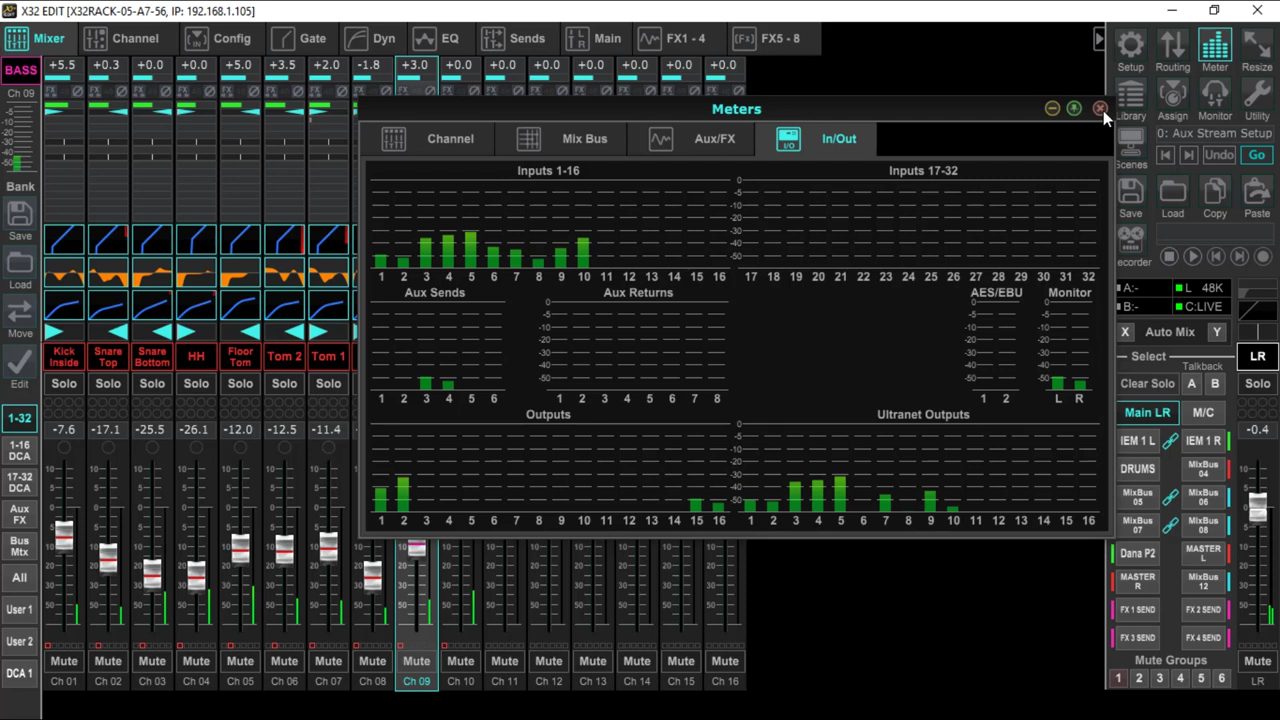 X32 EDIT [X32RACK-05-A7-56, IP: 192.168.1.105)
Mixer Channel Config Gate Dyn EQ Sends Main FX1 - 4 FX5 - 8
Setup Routing Meter Resize
BASS
Ch 09
+5.5 +0.3 +0.0 +0.0 +5.0 +3.5 +2.0 -1.8 +3.0 +0.0 +0.0 +0.0 +0.0 +0.0 +0.0 +0.0
Library Assign Monitor Utility
Meters
Channel Mix Bus Aux/FX In/Out
0: Aux Stream Setup
Scenes
Undo Go
Save Load Copy Paste
ecorder
A:- L 48K
B:- C:LIVE
X Auto Mix Y
Select
Talkback
Clear Solo A B
Main LR M/C
IEM 1 L IEM 1 R
DRUMS MixBus 04
MixBus 05 MixBus 06
MixBus 07 MixBus 08
Dana P2 MASTER L
MASTER R MixBus 12
FX 1 SEND FX 2 SEND
FX 3 SEND FX 4 SEND
Mute Groups
1 2 3 4 5 6
LR
Solo
-0.4
Mute
LR
Inputs 1-16 Inputs 17-32
0
-5
-10
-20
-30
-40
-50
1 2 3 4 5 6 7 8 9 10 11 12 13 14 15 16
17 18 19 20 21 22 23 24 25 26 27 28 29 30 31 32
Aux Sends Aux Returns AES/EBU Monitor
1 2 3 4 5 6
1 2 3 4 5 6 7 8
1 2
L R
Outputs Ultranet Outputs
1 2 3 4 5 6 7 8 9 10 11 12 13 14 15 16
1 2 3 4 5 6 7 8 9 10 11 12 13 14 15 16
Bank
Save
Load
Move
Edit
1-32
1-16 DCA
17-32 DCA
Aux FX
Bus Mtx
All
User 1
User 2
DCA 1
Kick Inside
Snare Top
Snare Bottom
HH
Floor Tom
Tom 2
Tom 1
Solo Solo Solo Solo Solo Solo Solo
-7.6 -17.1 -25.5 -26.1 -12.0 -12.5 -11.4
Mute Mute Mute Mute Mute Mute Mute Mute Mute Mute Mute Mute Mute Mute Mute Mute
Ch 01 Ch 02 Ch 03 Ch 04 Ch 05 Ch 06 Ch 07 Ch 08 Ch 09 Ch 10 Ch 11 Ch 12 Ch 13 Ch 14 Ch 15 Ch 16